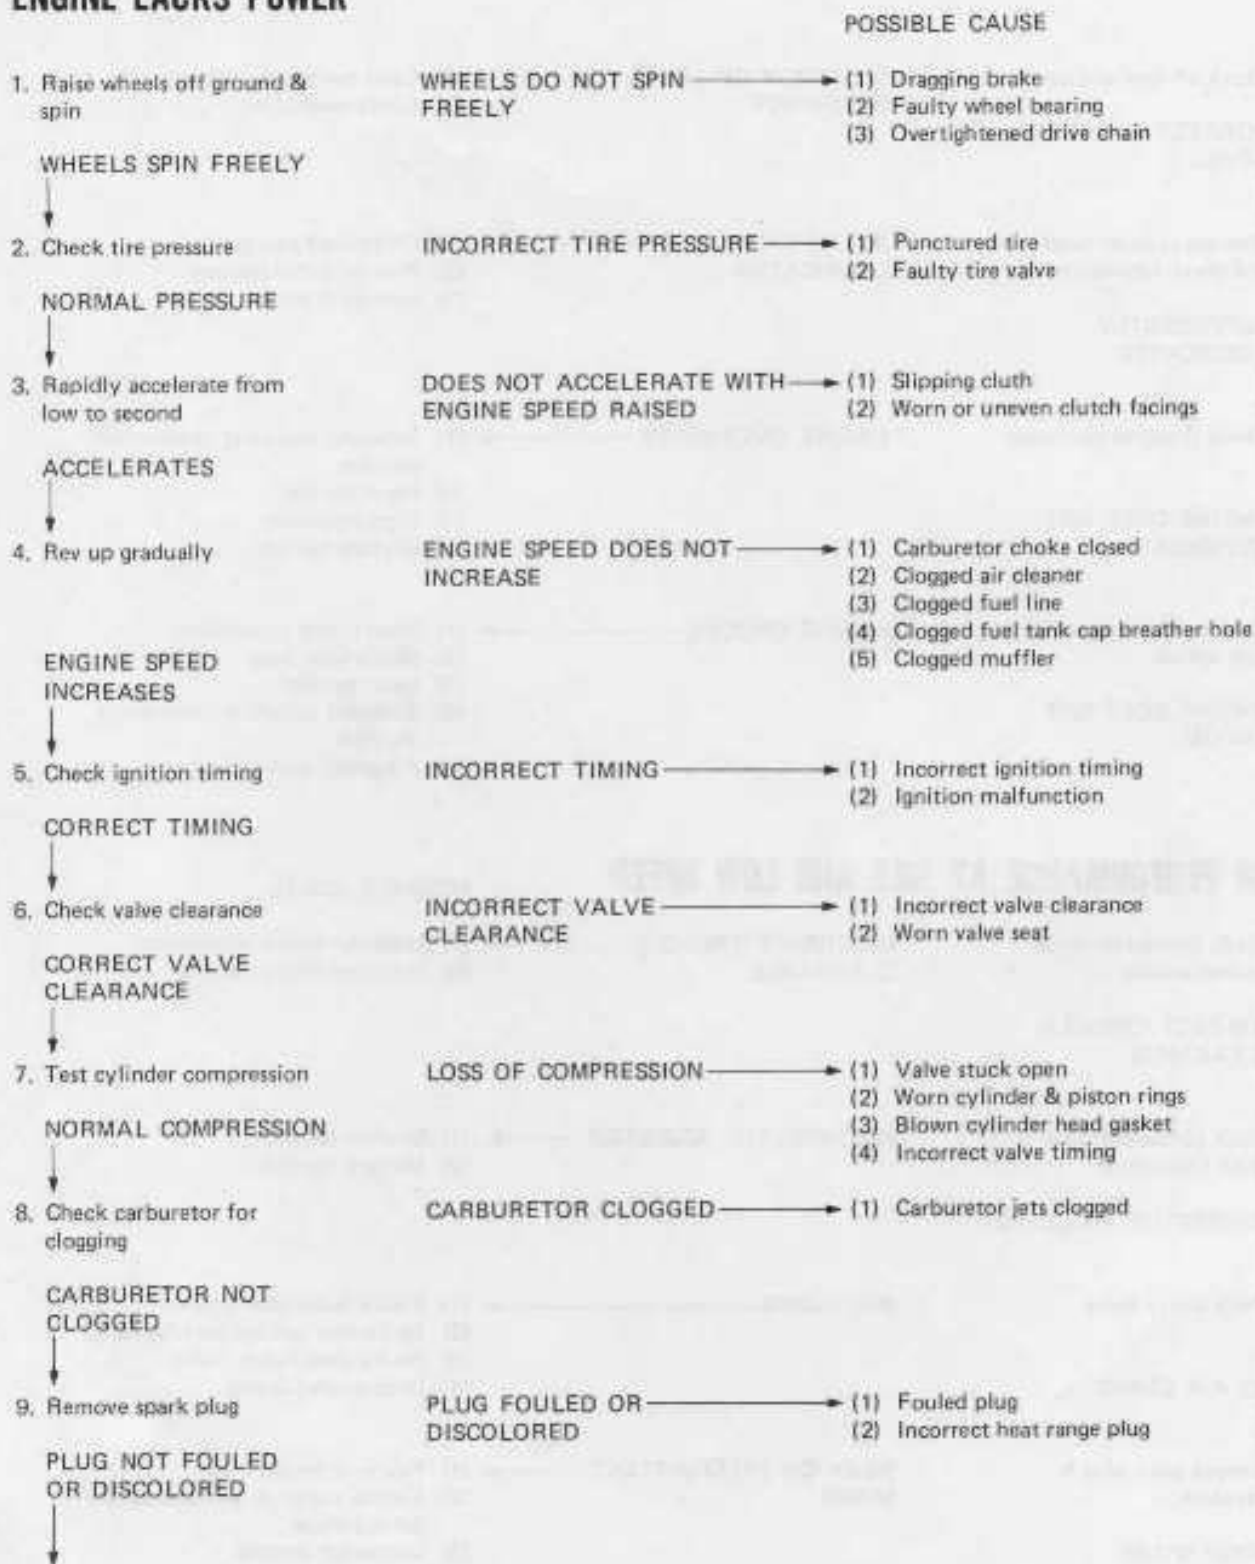 ENGINE LACKS POWER
POSSIBLE CAUSE
1. Raise wheels off ground &
spin
WHEELS DO NOT SPIN
FREELY
(1) Dragging brake
(2) Faulty wheel bearing
(3) Overtightened drive chain
WHEELS SPIN FREELY
2. Check tire pressure
INCORRECT TIRE PRESSURE
(1) Punctured tire
(2) Faulty tire valve
NORMAL PRESSURE
3. Rapidly accelerate from
low to second
DOES NOT ACCELERATE WITH
ENGINE SPEED RAISED
(1) Slipping cluth
(2) Worn or uneven clutch facings
ACCELERATES
4. Rev up gradually
ENGINE SPEED DOES NOT
INCREASE
(1) Carburetor choke closed
(2) Clogged air cleaner
(3) Clogged fuel line
(4) Clogged fuel tank cap breather hole
(5) Clogged muffler
ENGINE SPEED
INCREASES
5. Check ignition timing
INCORRECT TIMING
(1) Incorrect ignition timing
(2) Ignition malfunction
CORRECT TIMING
6. Check valve clearance
INCORRECT VALVE
CLEARANCE
(1) Incorrect valve clearance
(2) Worn valve seat
CORRECT VALVE
CLEARANCE
7. Test cylinder compression
LOSS OF COMPRESSION
(1) Valve stuck open
(2) Worn cylinder & piston rings
(3) Blown cylinder head gasket
(4) Incorrect valve timing
NORMAL COMPRESSION
8. Check carburetor for
clogging
CARBURETOR CLOGGED
(1) Carburetor jets clogged
CARBURETOR NOT
CLOGGED
9. Remove spark plug
PLUG FOULED OR
DISCOLORED
(1) Fouled plug
(2) Incorrect heat range plug
PLUG NOT FOULED
OR DISCOLORED